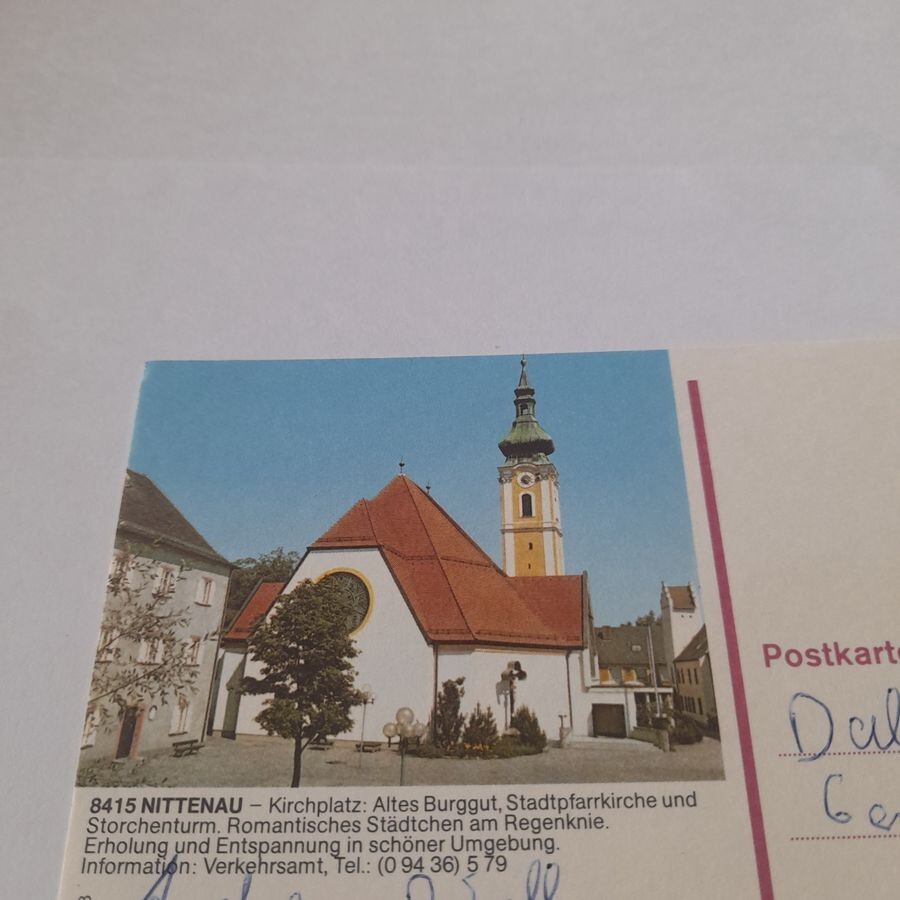 8415 NITTENAU – Kirchplatz: Altes Burggut, Stadtpfarrkirche und
Storchenturm. Romantisches Städtchen am Regenknie.
Erholung und Entspannung in schöner Umgebung.
Information: Verkehrsamt, Tel.: (0 94 36) 5 79
Postkarte